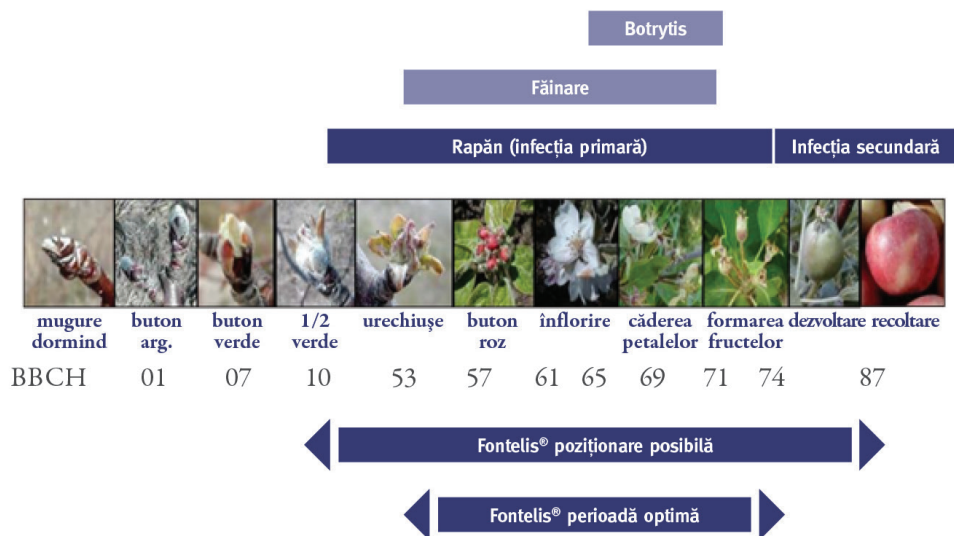 Botrytis
Făinare
Rapăn (infecția primară)
Infecția secundară
mugure dormind
buton arg.
buton verde
1/2 verde
urechiușe
buton roz
înflorire
căderea petalelor
formarea fructelor
dezvoltare
recoltare
BBCH 01 07 10 53 57 61 65 69 71 74 87
Fontelis® poziționare posibilă
Fontelis® perioadă optimă